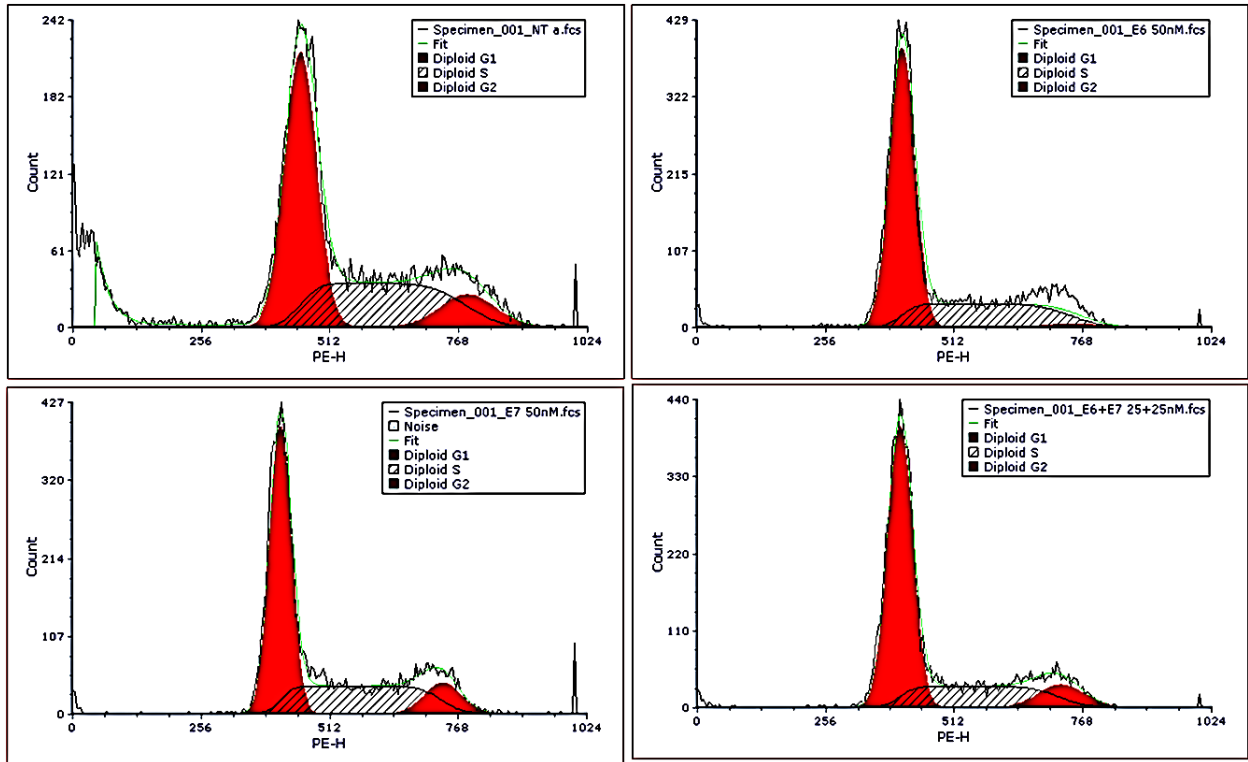 242
182
121
61
0
Count
0 256 512 768 1024
PE-H
Specimen_001_NT a.fcs
Fit
Diploid G1
Diploid S
Diploid G2
429
322
215
107
0
Count
0 256 512 768 1024
PE-H
Specimen_001_E6 50nM.fcs
Fit
Diploid G1
Diploid S
Diploid G2
427
320
214
107
0
Count
0 256 512 768 1024
PE-H
Specimen_001_E7 50nM.fcs
Noise
Fit
Diploid G1
Diploid S
Diploid G2
440
330
220
110
0
Count
0 256 512 768 1024
PE-H
Specimen_001_E6+E7 25+25nM.fcs
Fit
Diploid G1
Diploid S
Diploid G2